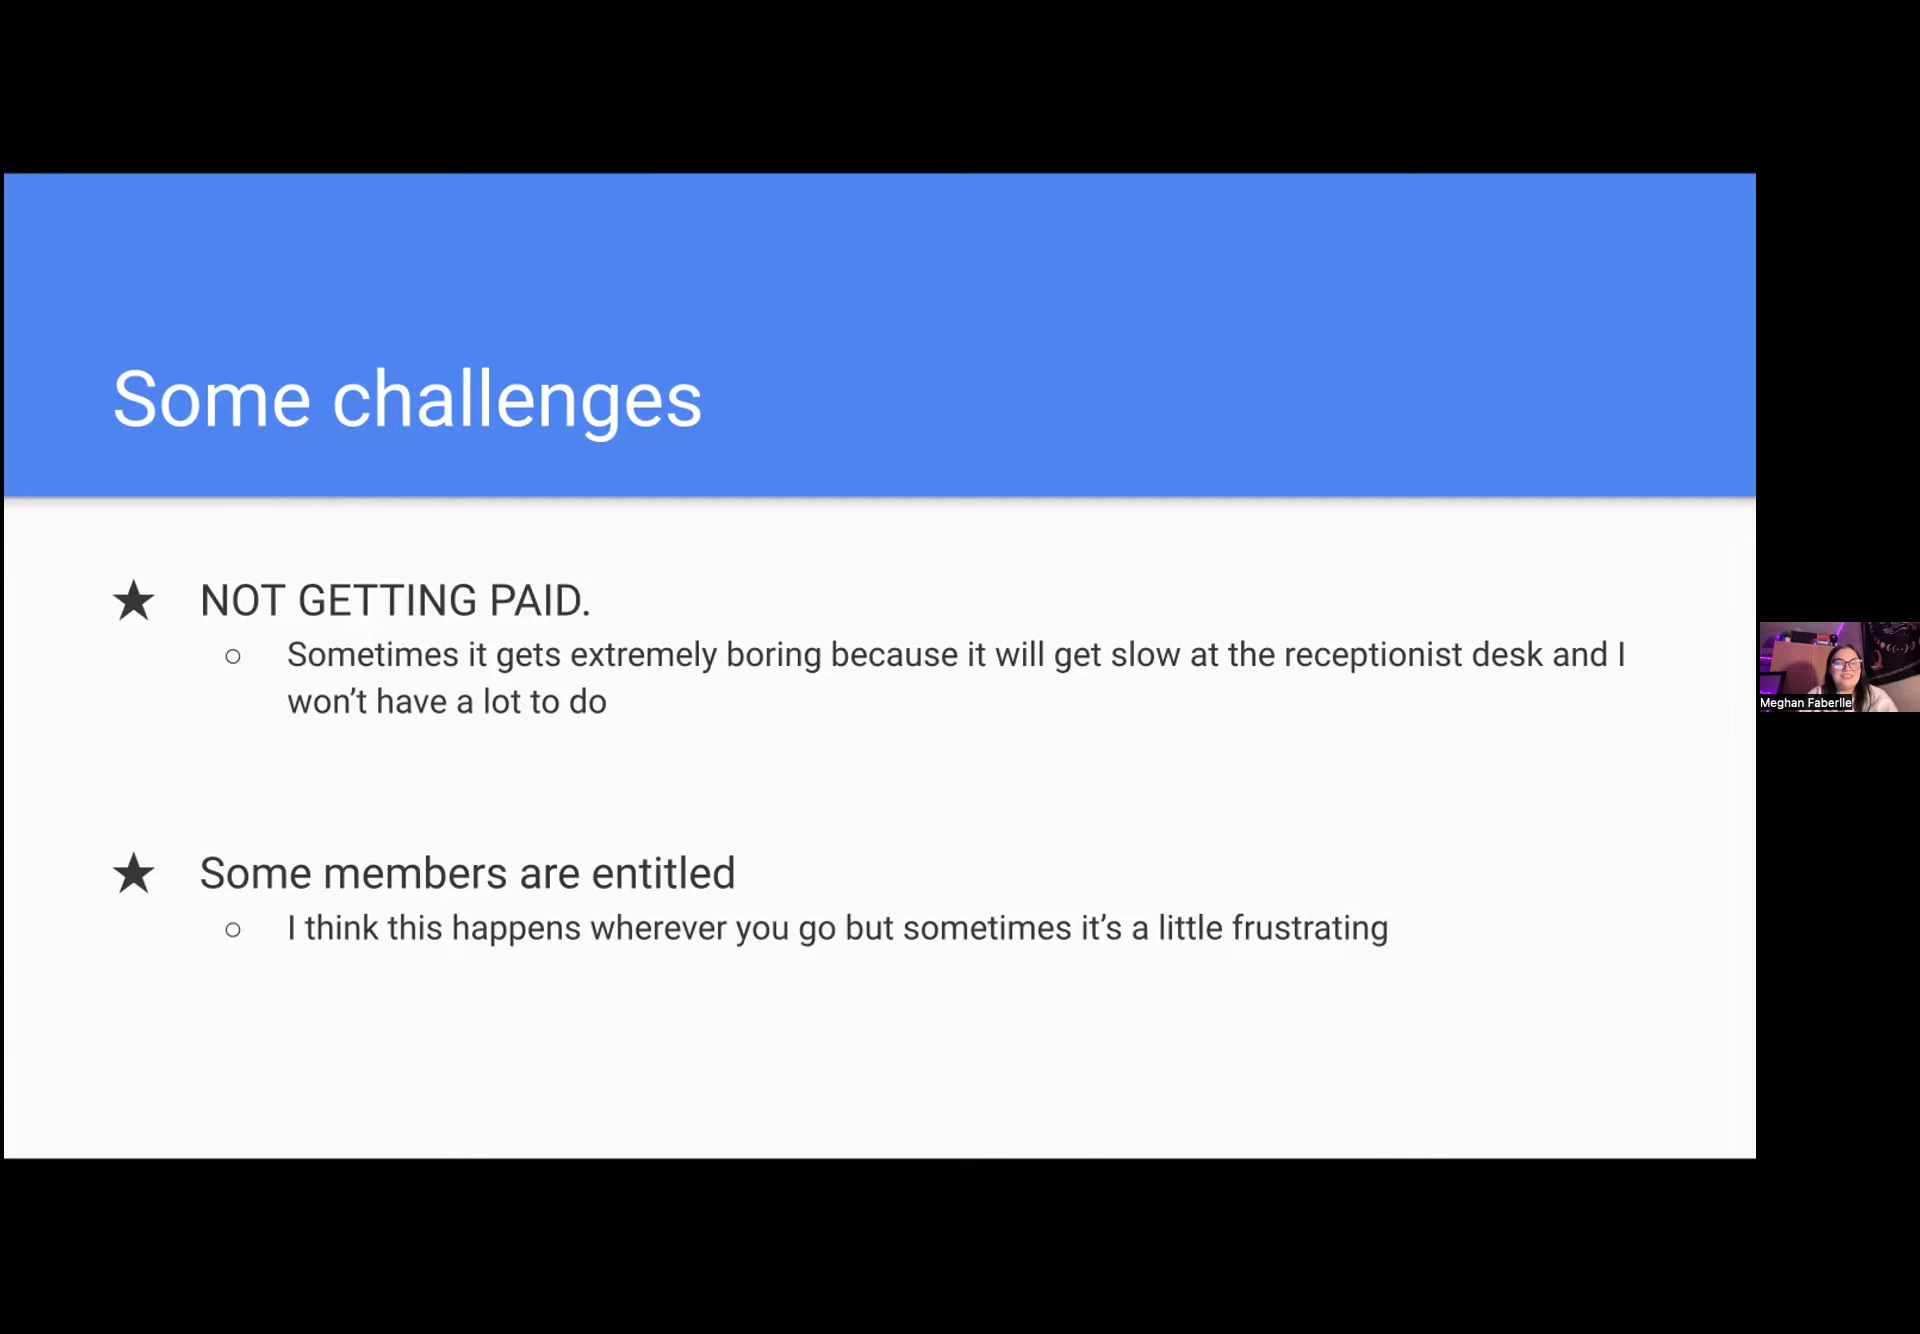 Some challenges
★ NOT GETTING PAID.
○ Sometimes it gets extremely boring because it will get slow at the receptionist desk and I
won’t have a lot to do
★ Some members are entitled
○ I think this happens wherever you go but sometimes it’s a little frustrating
Meghan Faberlle